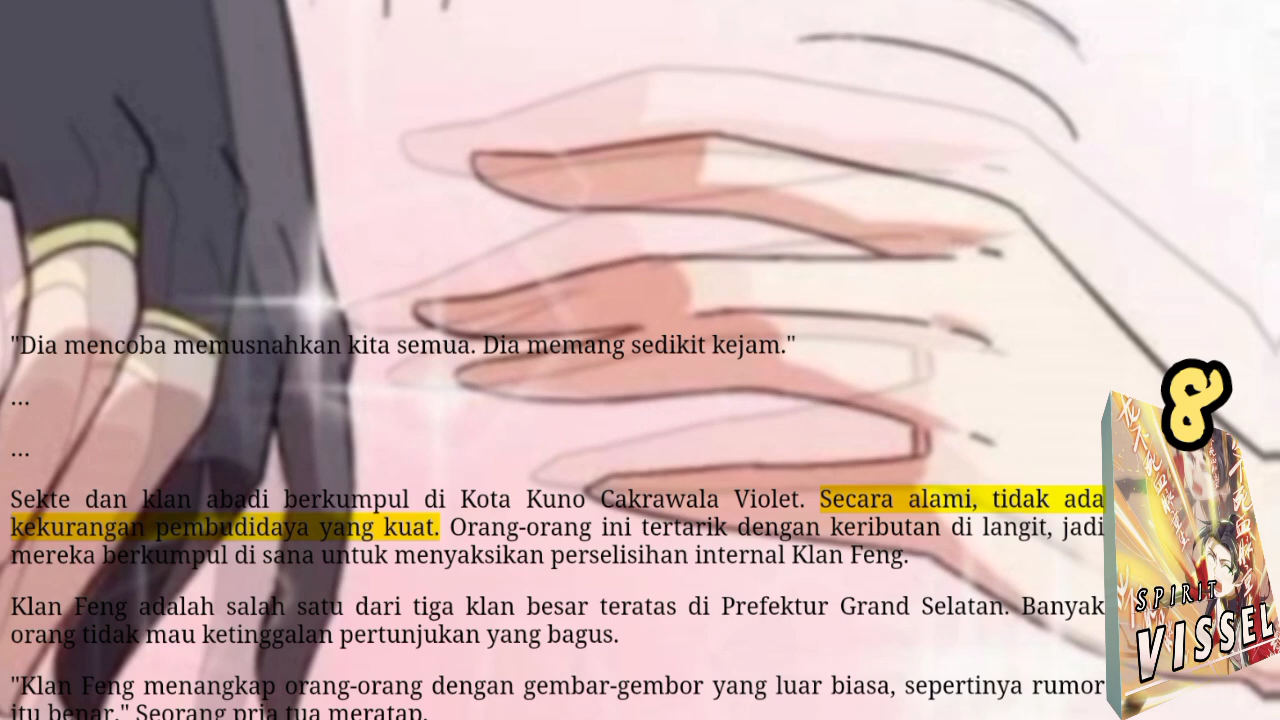 "Dia mencoba memusnahkan kita semua. Dia memang sedikit kejam."
...
...
Sekte dan klan abadi berkumpul di Kota Kuno Cakrawala Violet. Secara alami, tidak ada
kekurangan pembudidaya yang kuat. Orang-orang ini tertarik dengan keributan di langit, jadi
mereka berkumpul di sana untuk menyaksikan perselisihan internal Klan Feng.
Klan Feng adalah salah satu dari tiga klan besar teratas di Prefektur Grand Selatan. Banyak
orang tidak mau ketinggalan pertunjukan yang bagus.
"Klan Feng menangkap orang-orang dengan gembar-gembor yang luar biasa, sepertinya rumor
itu benar." Seorang pria tua meratap.
8
SPIRIT
VISSEL